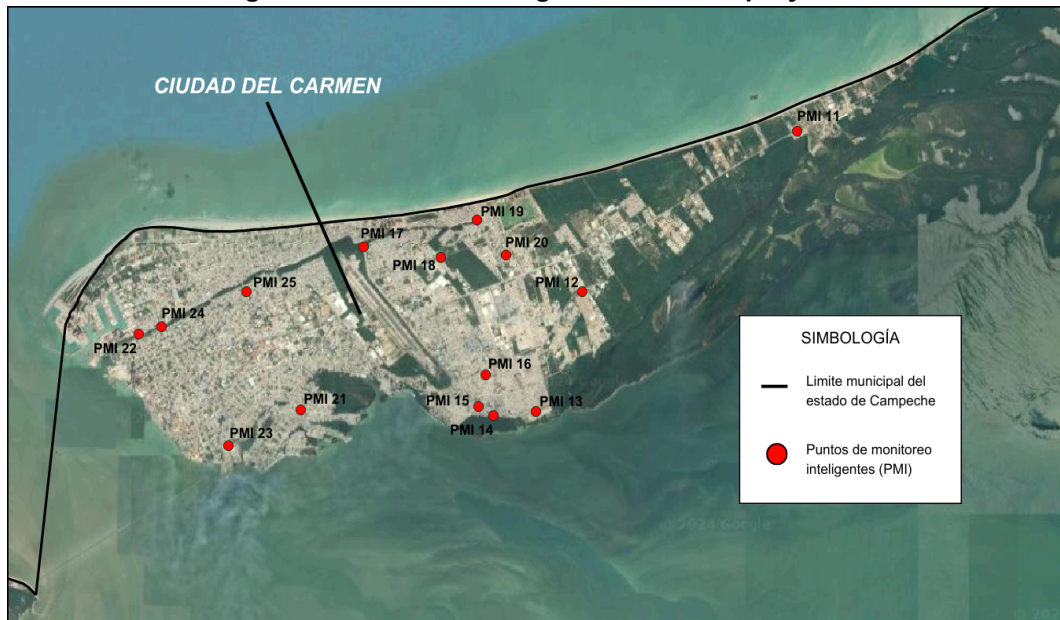 CIUDAD DEL CARMEN
PMI 11
PMI 19
PMI 17
PMI 20
PMI 18
PMI 25
PMI 12
PMI 24
PMI 22
PMI 16
PMI 21
PMI 15
PMI 13
PMI 14
PMI 23
SIMBOLOGÍA
Limite municipal del
estado de Campeche
Puntos de monitoreo
inteligentes (PMI)
© 2024 Google